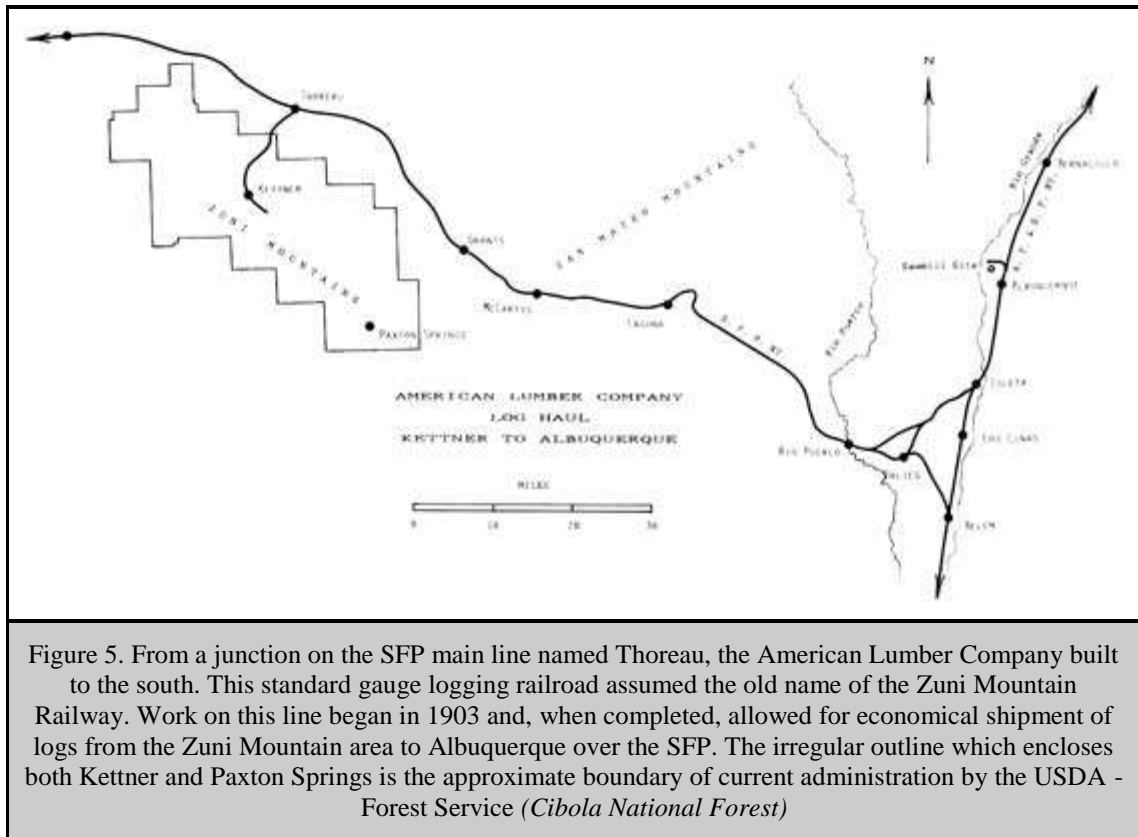 THOREAU
N
Rio Grande
BERNALILLO
KETTNER
A. T. & S. F. RY.
ZUNI MOUNTAINS
SAN MATEO MOUNTAINS
GRANTS
Sawmill Site
ALBUQUERQUE
McCARTYS
LAGUNA
PAXTON SPRINGS
S. F. P. RY.
Rio Puerco
ISLETA
AMERICAN LUMBER COMPANY
LOG HAUL
KETTNER TO ALBUQUERQUE
LOS LUNAS
RIO PUERCO
DALIES
MILES
0 10 20 30
BELEN
Figure 5. From a junction on the SFP main line named Thoreau, the American Lumber Company built
to the south. This standard gauge logging railroad assumed the old name of the Zuni Mountain
Railway. Work on this line began in 1903 and, when completed, allowed for economical shipment of
logs from the Zuni Mountain area to Albuquerque over the SFP. The irregular outline which encloses
both Kettner and Paxton Springs is the approximate boundary of current administration by the USDA -
Forest Service (Cibola National Forest)